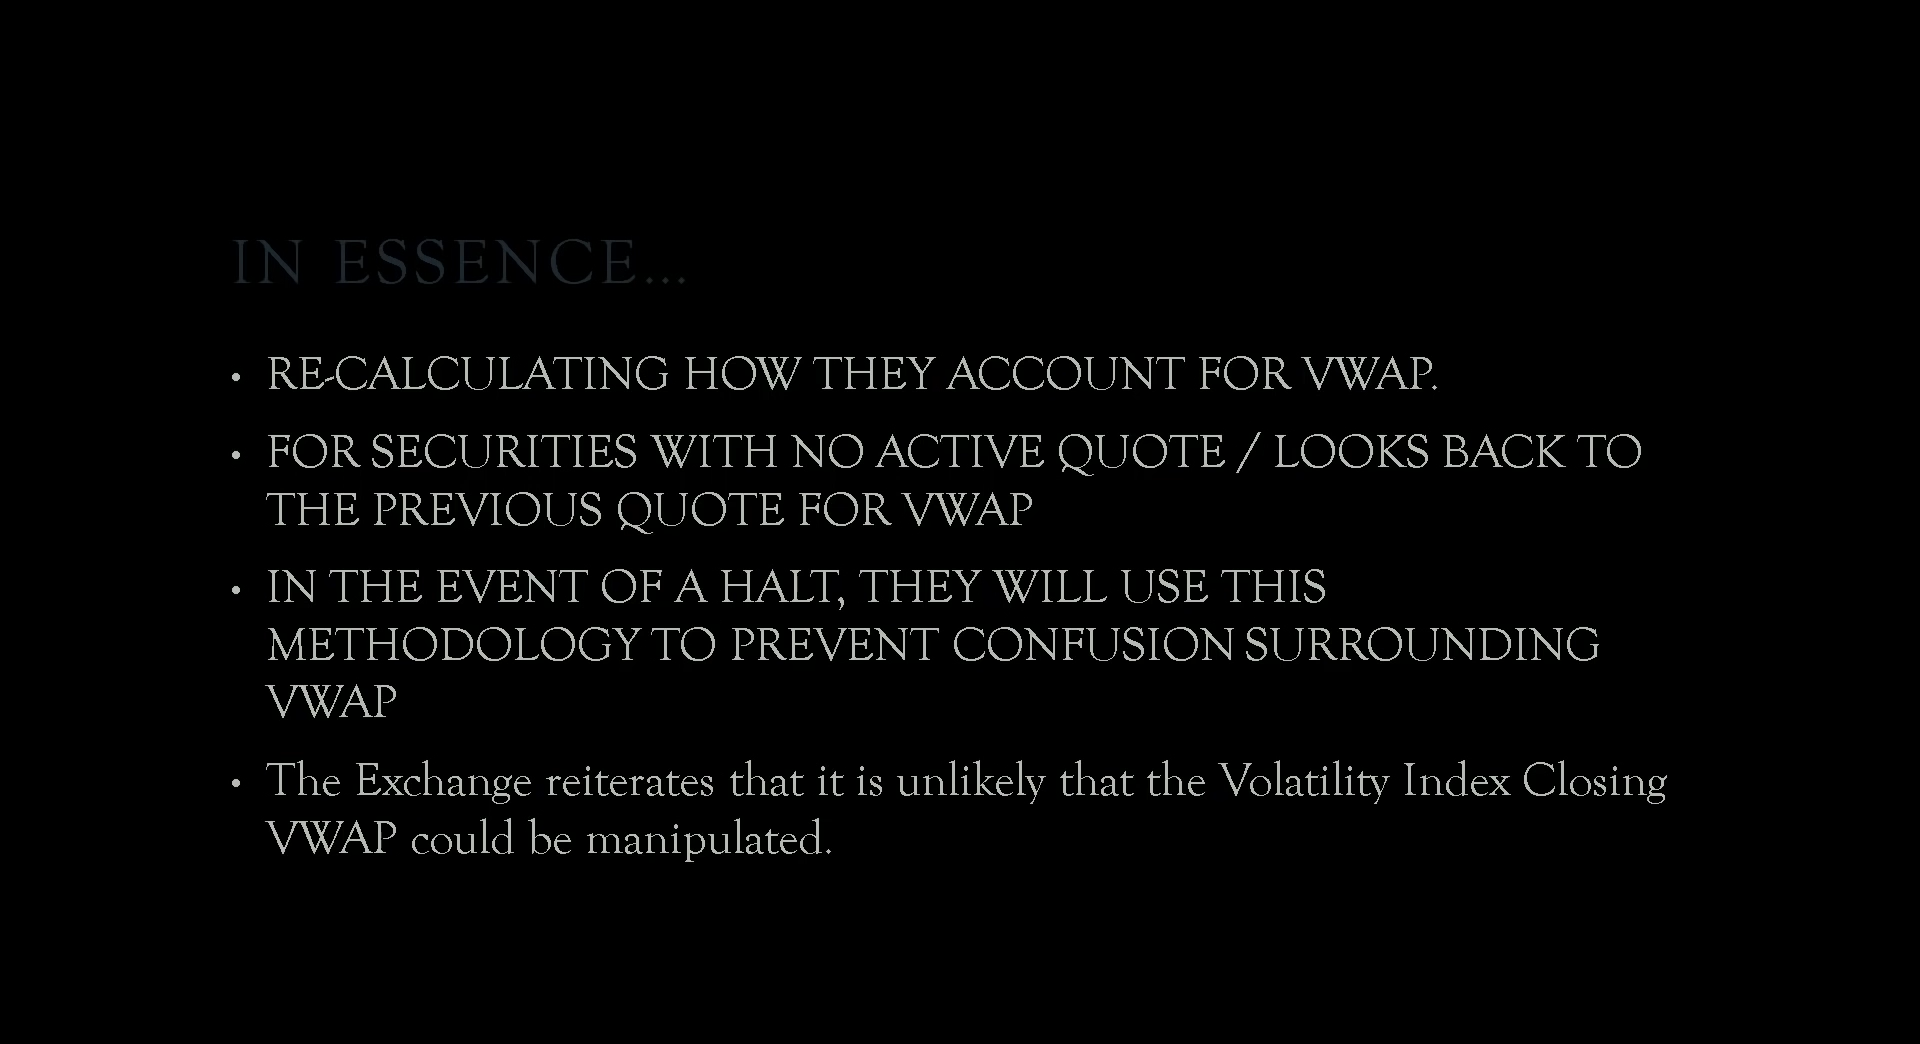 IN ESSENCE...
• RE-CALCULATING HOW THEY ACCOUNT FOR VWAP.
• FOR SECURITIES WITH NO ACTIVE QUOTE / LOOKS BACK TO
THE PREVIOUS QUOTE FOR VWAP
• IN THE EVENT OF A HALT, THEY WILL USE THIS
METHODOLOGY TO PREVENT CONFUSION SURROUNDING
VWAP
• The Exchange reiterates that it is unlikely that the Volatility Index Closing
VWAP could be manipulated.